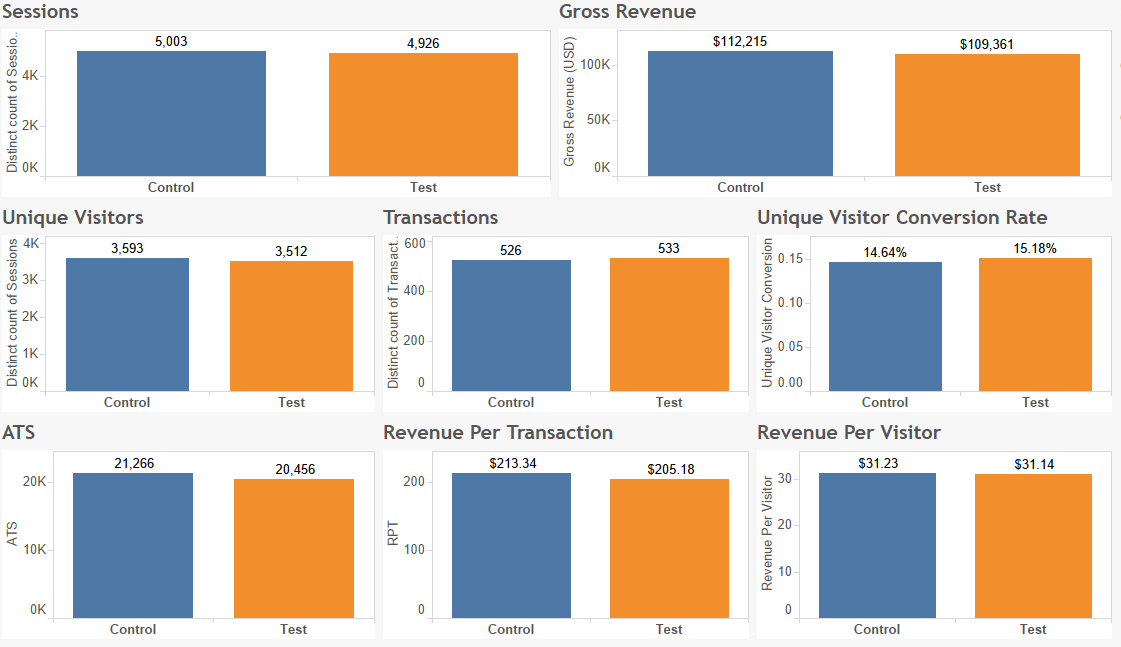 Sessions
Distinct count of Sessio..
4K
2K
0K
5,003
4,926
Control
Test
Gross Revenue
Gross Revenue (USD)
100K
50K
0K
$112,215
$109,361
Control
Test
Unique Visitors
Distinct count of Sessions
4K
3K
2K
1K
0K
3,593
3,512
Control
Test
Transactions
Distinct count of Transact..
600
400
200
0
526
533
Control
Test
Unique Visitor Conversion Rate
Unique Visitor Conversion
0.15
0.10
0.05
0.00
14.64%
15.18%
Control
Test
ATS
ATS
20K
10K
0K
21,266
20,456
Control
Test
Revenue Per Transaction
RPT
200
100
0
$213.34
$205.18
Control
Test
Revenue Per Visitor
Revenue Per Visitor
30
20
10
0
$31.23
$31.14
Control
Test